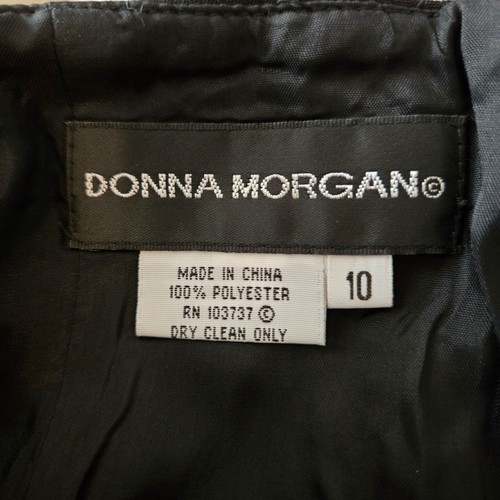 DONNA MORGAN©
MADE IN CHINA
100% POLYESTER
RN 103737 ©
DRY CLEAN ONLY
10